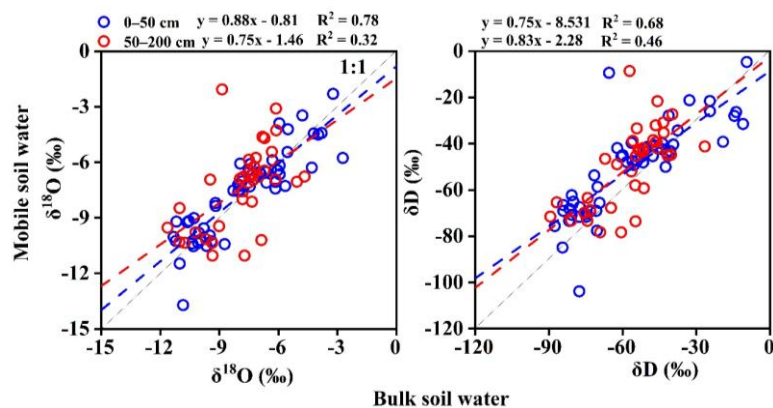 0–50 cm y = 0.88x - 0.81 R² = 0.78
50–200 cm y = 0.75x - 1.46 R² = 0.32
y = 0.75x - 8.531 R² = 0.68
y = 0.83x - 2.28 R² = 0.46
1:1
Mobile soil water
δ¹⁸O (‰)
0
-3
-6
-9
-12
-15
-15 -12 -9 -6 -3 0
δ¹⁸O (‰)
δD (‰)
0
-20
-40
-60
-80
-100
-120
-120 -90 -60 -30 0
δD (‰)
Bulk soil water